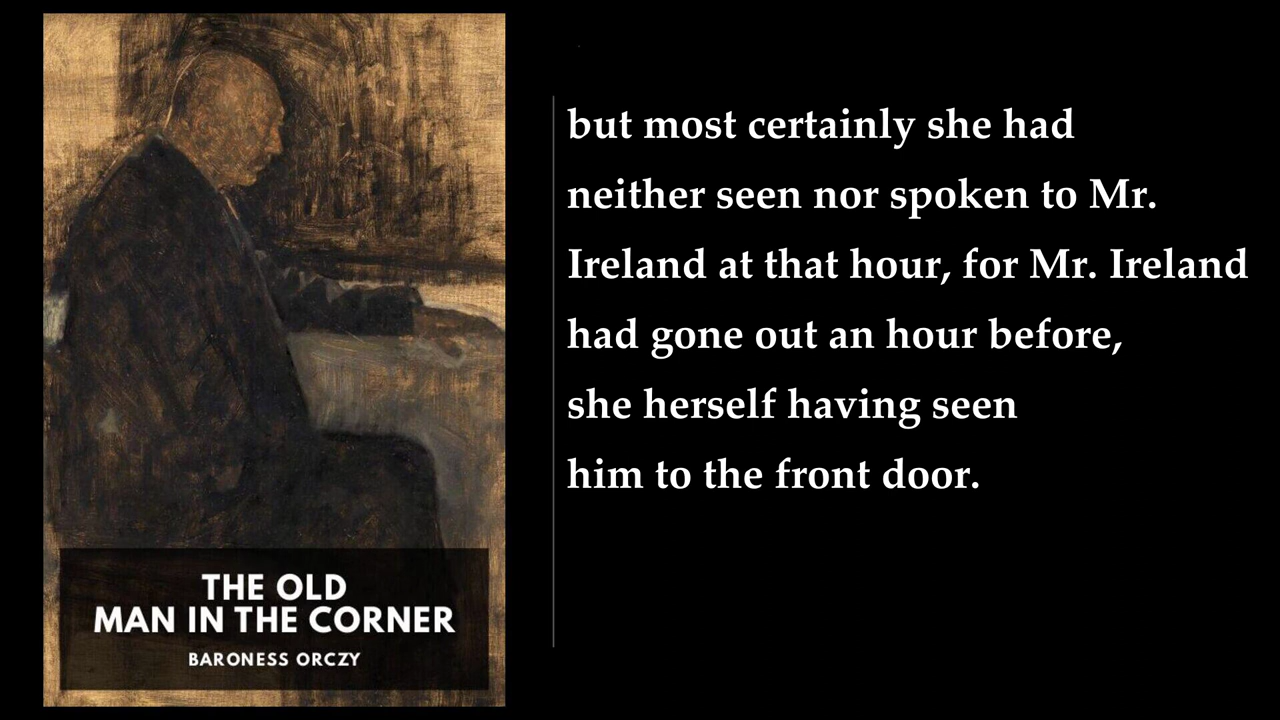 but most certainly she had
neither seen nor spoken to Mr.
Ireland at that hour, for Mr. Ireland
had gone out an hour before,
she herself having seen
him to the front door.
THE OLD
MAN IN THE CORNER
BARONESS ORCZY